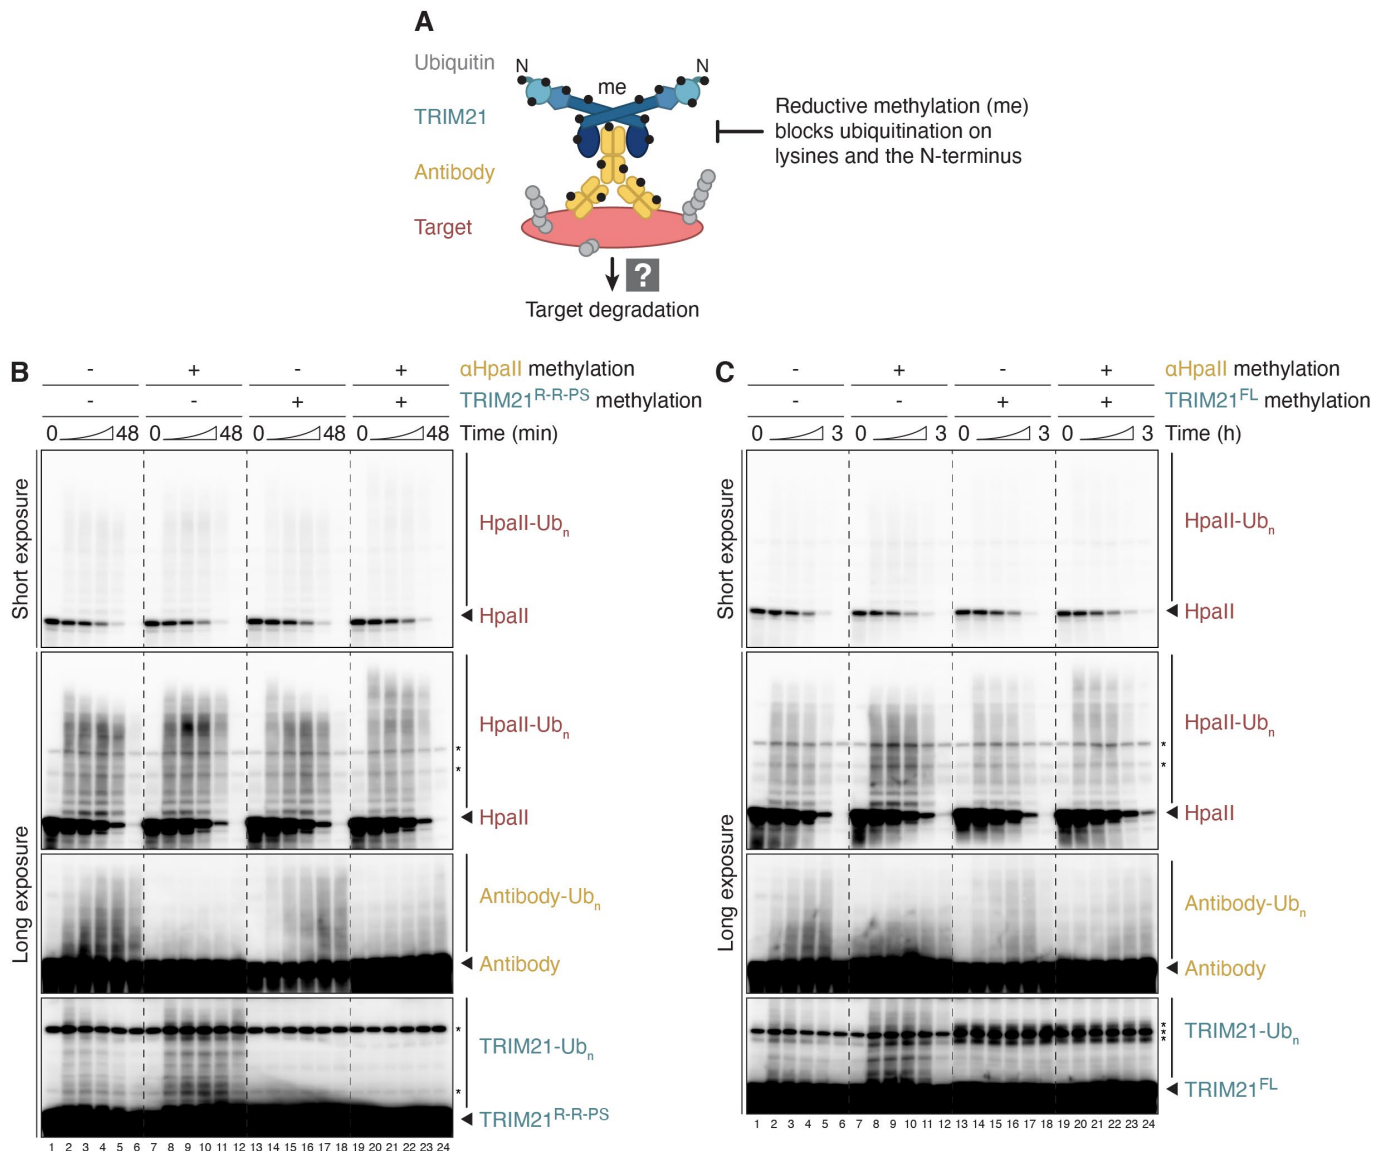 A
Ubiquitin
TRIM21
Antibody
Target
N
N
me
Reductive methylation (me)
blocks ubiquitination on
lysines and the N-terminus
?
Target degradation
B
- + - + αHpaII methylation
- - + + TRIM21R-R-PS methylation
0 48 0 48 0 48 0 48 Time (min)
Short exposure
HpaII-Ubn
HpaII
Long exposure
HpaII-Ubn
*
*
HpaII
Antibody-Ubn
Antibody
*
TRIM21-Ubn
*
TRIM21R-R-PS
1 2 3 4 5 6 7 8 9 10 11 12 13 14 15 16 17 18 19 20 21 22 23 24
C
- + - + αHpaII methylation
- - + + TRIM21FL methylation
0 3 0 3 0 3 0 3 Time (h)
Short exposure
HpaII-Ubn
HpaII
Long exposure
HpaII-Ubn
*
*
HpaII
Antibody-Ubn
Antibody
*
*
*
TRIM21-Ubn
TRIM21FL
1 2 3 4 5 6 7 8 9 10 11 12 13 14 15 16 17 18 19 20 21 22 23 24